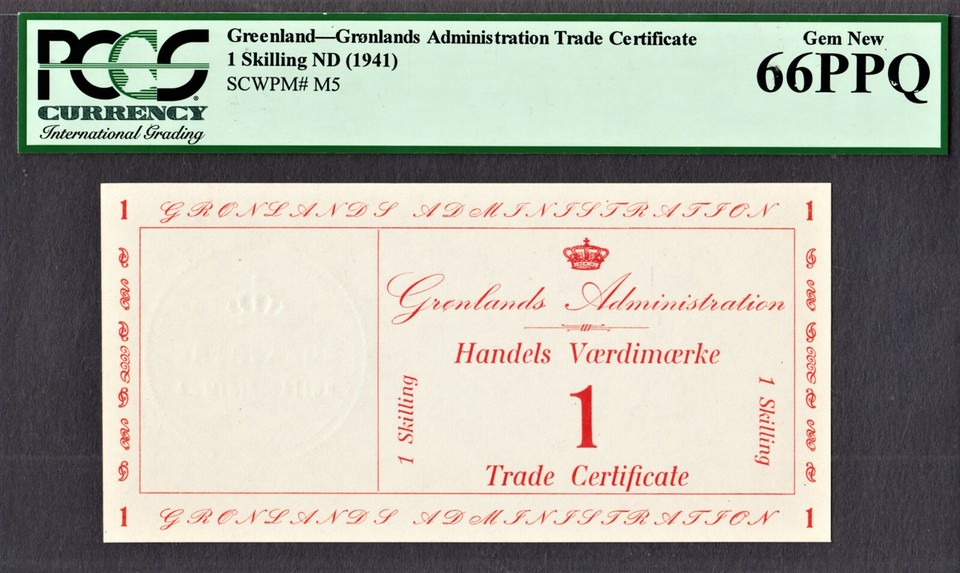 PCGS
CURRENCY
International Grading
Greenland—Grønlands Administration Trade Certificate
1 Skilling ND (1941)
SCWPM# M5
Gem New
66PPQ
1 GRØNLANDS ADMINISTRATION 1
Grønlands Administration
Handels Værdimærke
1
Trade Certificate
1 Skilling
1 Skilling
1 GRØNLANDS ADMINISTRATION 1